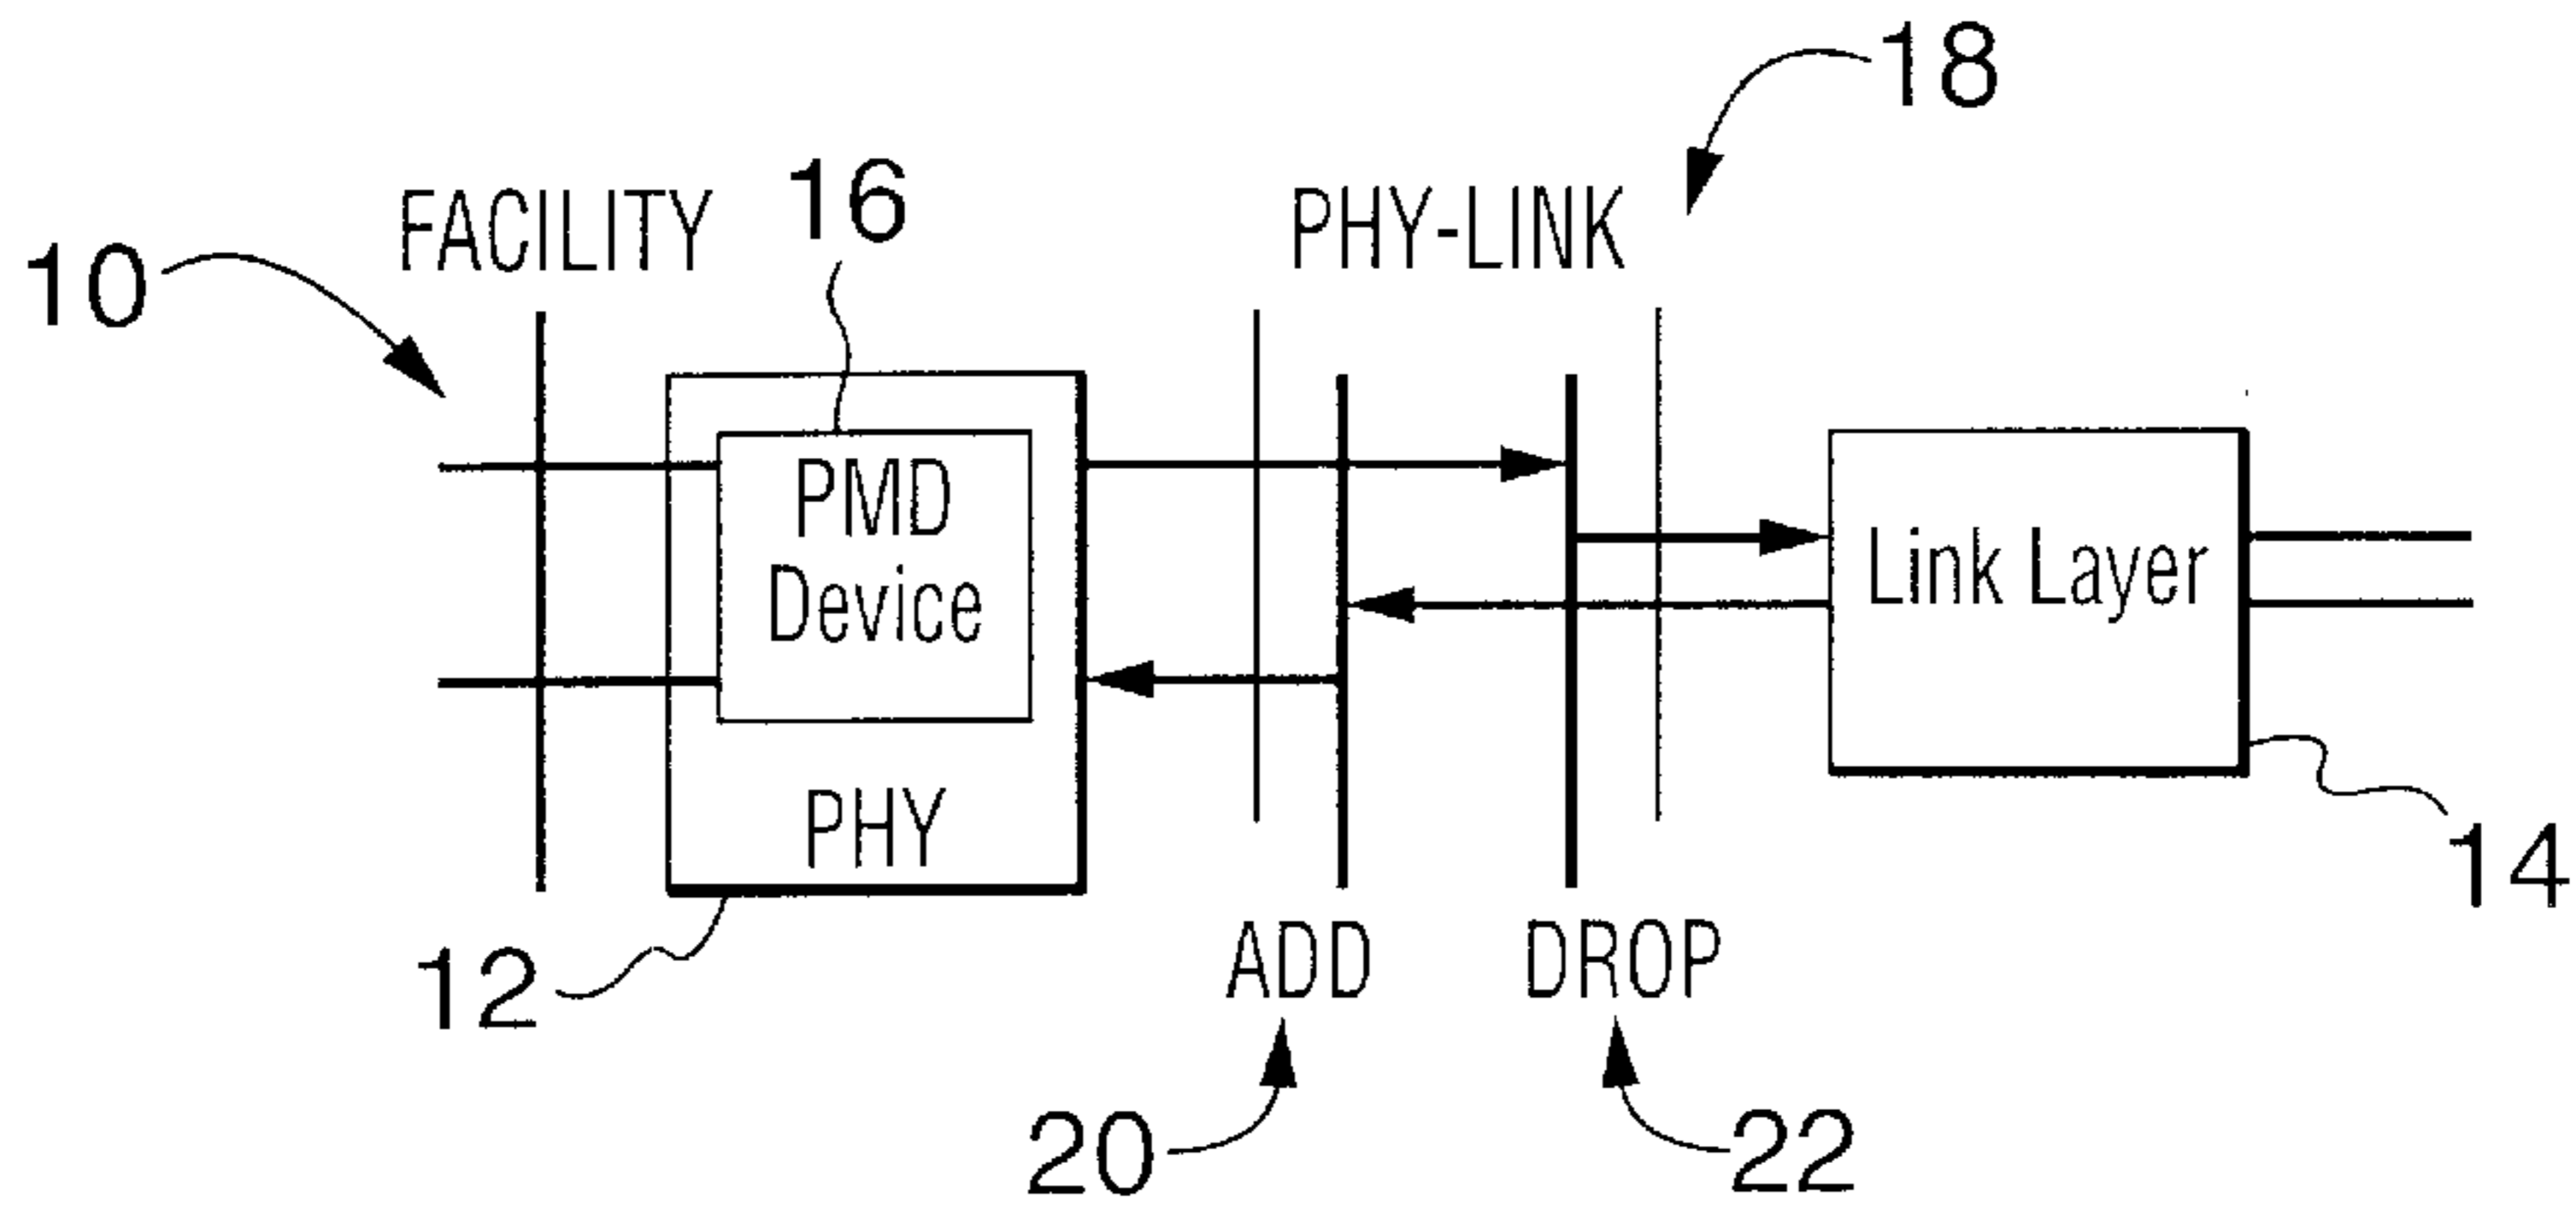 18
16
FACILITY
PHY-LINK
10
PMD
Device
Link Layer
PHY
14
12
ADD
DROP
20
22